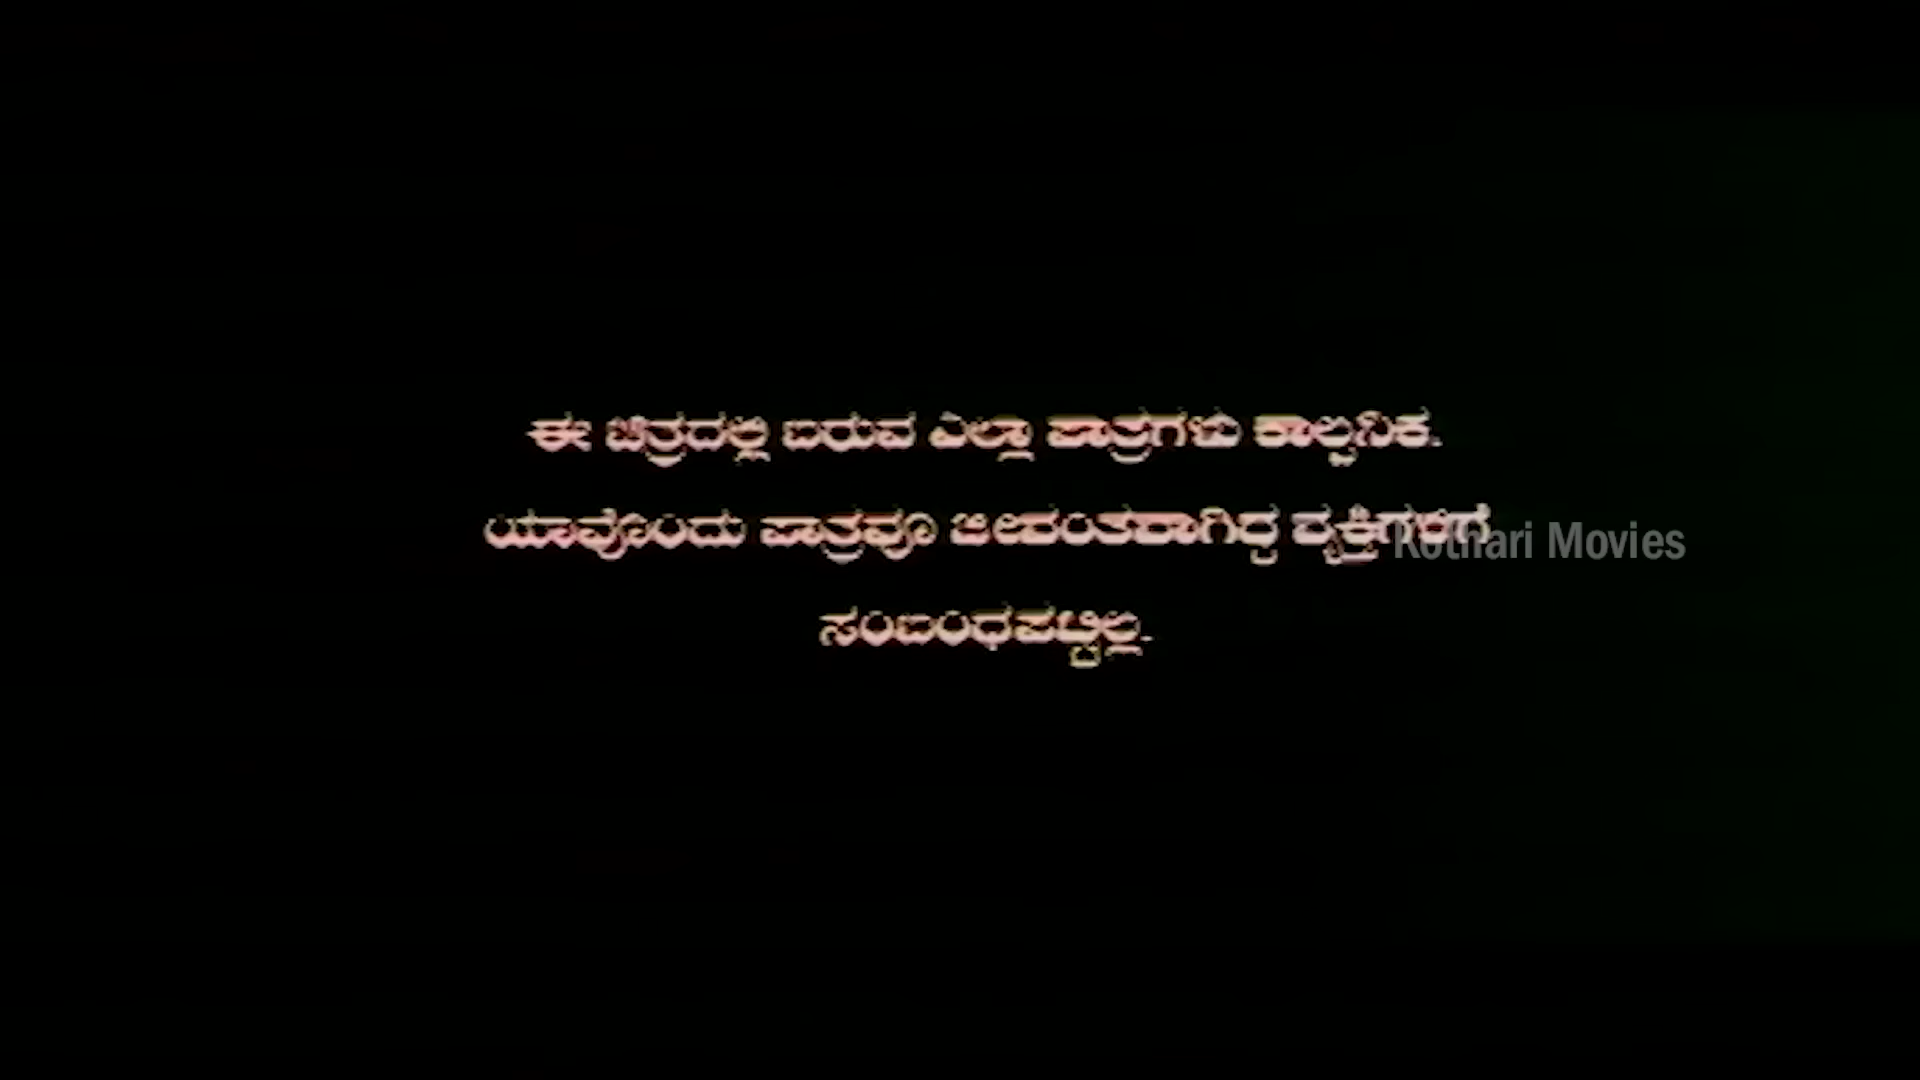 ಈ ಚಿತ್ರದಲ್ಲಿ ಬರುವ ಎಲ್ಲಾ ಪಾತ್ರಗಳು ಕಾಲ್ಪನಿಕ.
ಯಾವೊಂದು ಪಾತ್ರವೂ ಜೀವಂತವಾಗಿದ್ದ ವ್ಯಕ್ತಿಗಳಿಗೆ
Kothari Movies
ಸಂಬಂಧಪಟ್ಟಿಲ್ಲ.